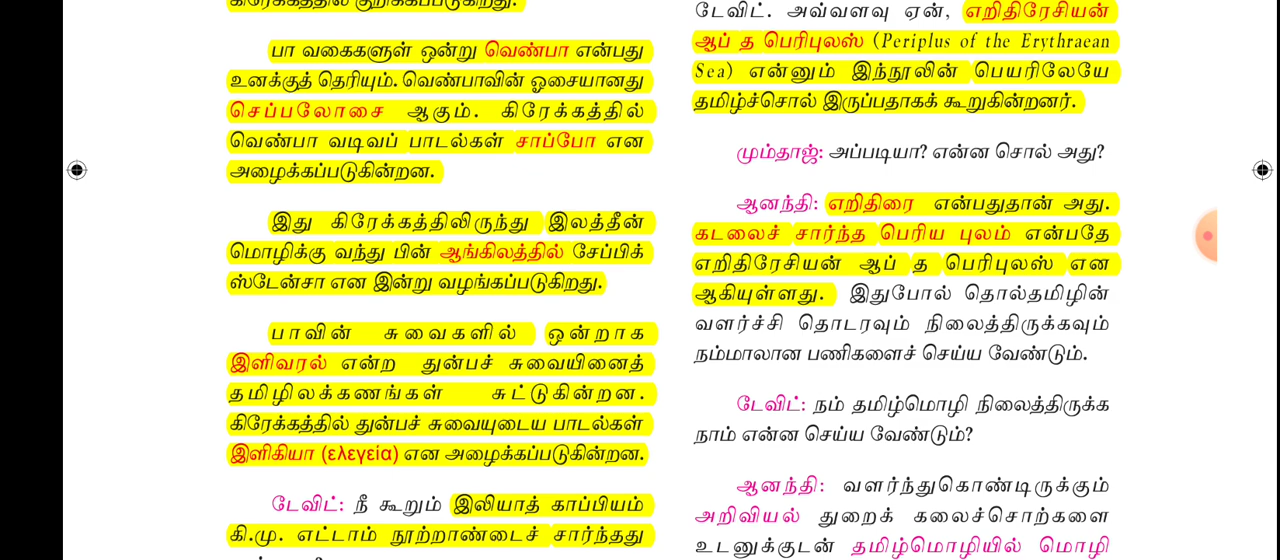 கிரேக்கத்தில் குறிக்கப்படுகிறது.
பா வகைகளுள் ஒன்று வெண்பா என்பது
உனக்குத் தெரியும். வெண்பாவின் ஓசையானது
செப்பலோசை ஆகும். கிரேக்கத்தில்
வெண்பா வடிவப் பாடல்கள் சாப்போ என
அழைக்கப்படுகின்றன.
இது கிரேக்கத்திலிருந்து இலத்தீன்
மொழிக்கு வந்து பின் ஆங்கிலத்தில் சேப்பிக்
ஸ்டேன்சா என இன்று வழங்கப்படுகிறது.
பாவின் சுவைகளில் ஒன்றாக
இளிவரல் என்ற துன்பச் சுவையினைத்
தமிழிலக்கணங்கள் சுட்டுகின்றன.
கிரேக்கத்தில் துன்பச் சுவையுடைய பாடல்கள்
இளிகியா (ελεγεία) என அழைக்கப்படுகின்றன.
டேவிட்: நீ கூறும் இலியாத் காப்பியம்
கி.மு. எட்டாம் நூற்றாண்டைச் சார்ந்தது
டேவிட். அவ்வளவு ஏன், எறிதிரேசியன்
ஆப் த பெரிபுலஸ் (Periplus of the Erythraean
Sea) என்னும் இந்நூலின் பெயரிலேயே
தமிழ்ச்சொல் இருப்பதாகக் கூறுகின்றனர்.
மும்தாஜ்: அப்படியா? என்ன சொல் அது?
ஆனந்தி: எறிதிரை என்பதுதான் அது.
கடலைச் சார்ந்த பெரிய புலம் என்பதே
எறிதிரேசியன் ஆப் த பெரிபுலஸ் என
ஆகியுள்ளது. இதுபோல் தொல்தமிழின்
வளர்ச்சி தொடரவும் நிலைத்திருக்கவும்
நம்மாலான பணிகளைச் செய்ய வேண்டும்.
டேவிட்: நம் தமிழ்மொழி நிலைத்திருக்க
நாம் என்ன செய்ய வேண்டும்?
ஆனந்தி: வளர்ந்துகொண்டிருக்கும்
அறிவியல் துறைக் கலைச்சொற்களை
உடனுக்குடன் தமிழ்மொழியில் மொழி